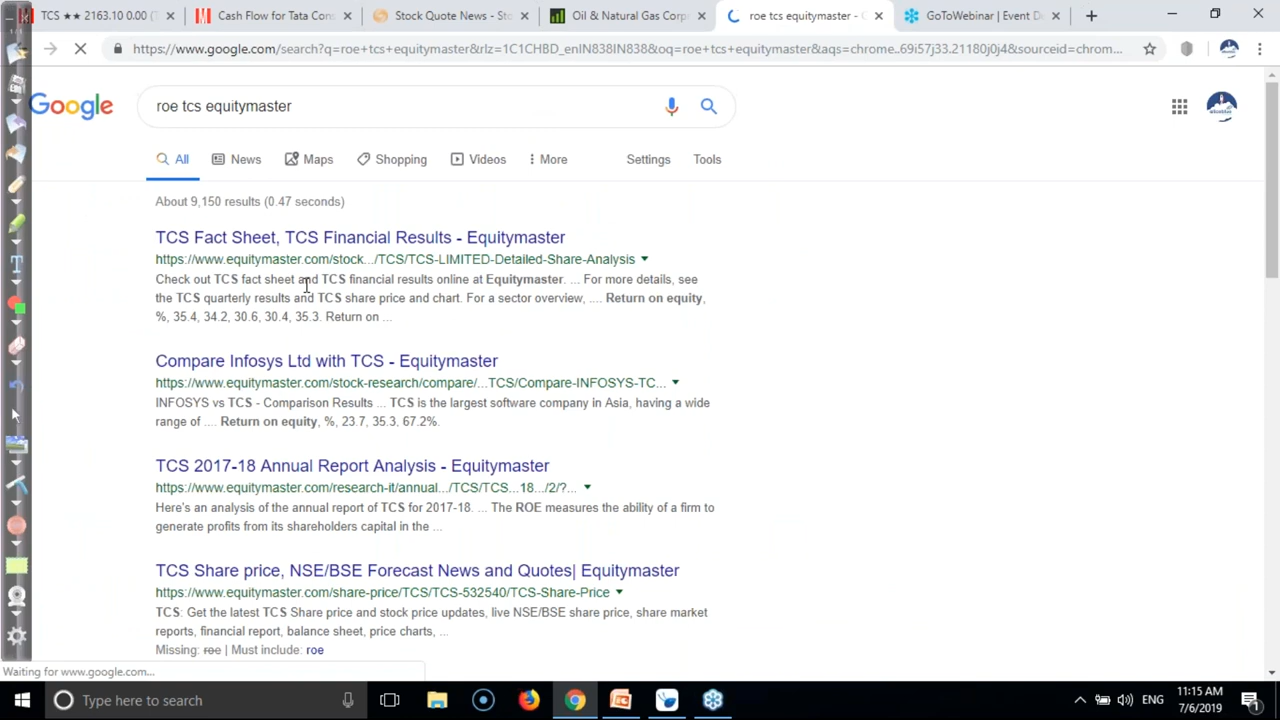 TCS ★★ 2163.10 0.00 (
Cash Flow for Tata Con
Stock Quote News - St
Oil & Natural Gas Corpr
roe tcs equitymaster -
GoToWebinar | Event D
https://www.google.com/search?q=roe+tcs+equitymaster&rlz=1C1CHBD_enIN838IN838&oq=roe+tcs+equitymaster&aqs=chrome..69i57j33.21180j0j4&sourceid=chrom...
Google
roe tcs equitymaster
All
News
Maps
Shopping
Videos
More
Settings
Tools
About 9,150 results (0.47 seconds)
TCS Fact Sheet, TCS Financial Results - Equitymaster
https://www.equitymaster.com/stock.../TCS/TCS-LIMITED-Detailed-Share-Analysis
Check out TCS fact sheet and TCS financial results online at Equitymaster. ... For more details, see
the TCS quarterly results and TCS share price and chart. For a sector overview, .... Return on equity,
%, 35.4, 34.2, 30.6, 30.4, 35.3. Return on ...
Compare Infosys Ltd with TCS - Equitymaster
https://www.equitymaster.com/stock-research/compare/...TCS/Compare-INFOSYS-TC...
INFOSYS vs TCS - Comparison Results ... TCS is the largest software company in Asia, having a wide
range of .... Return on equity, %, 23.7, 35.3, 67.2%.
TCS 2017-18 Annual Report Analysis - Equitymaster
https://www.equitymaster.com/research-it/annual.../TCS/TCS...18.../2/?...
Here's an analysis of the annual report of TCS for 2017-18. ... The ROE measures the ability of a firm to
generate profits from its shareholders capital in the ...
TCS Share price, NSE/BSE Forecast News and Quotes| Equitymaster
https://www.equitymaster.com/share-price/TCS/TCS-532540/TCS-Share-Price
TCS: Get the latest TCS Share price and stock price updates, live NSE/BSE share price, share market
reports, financial report, balance sheet, price charts, ...
Missing: roe | Must include: roe
Waiting for www.google.com...
Type here to search
ENG
11:15 AM
7/6/2019